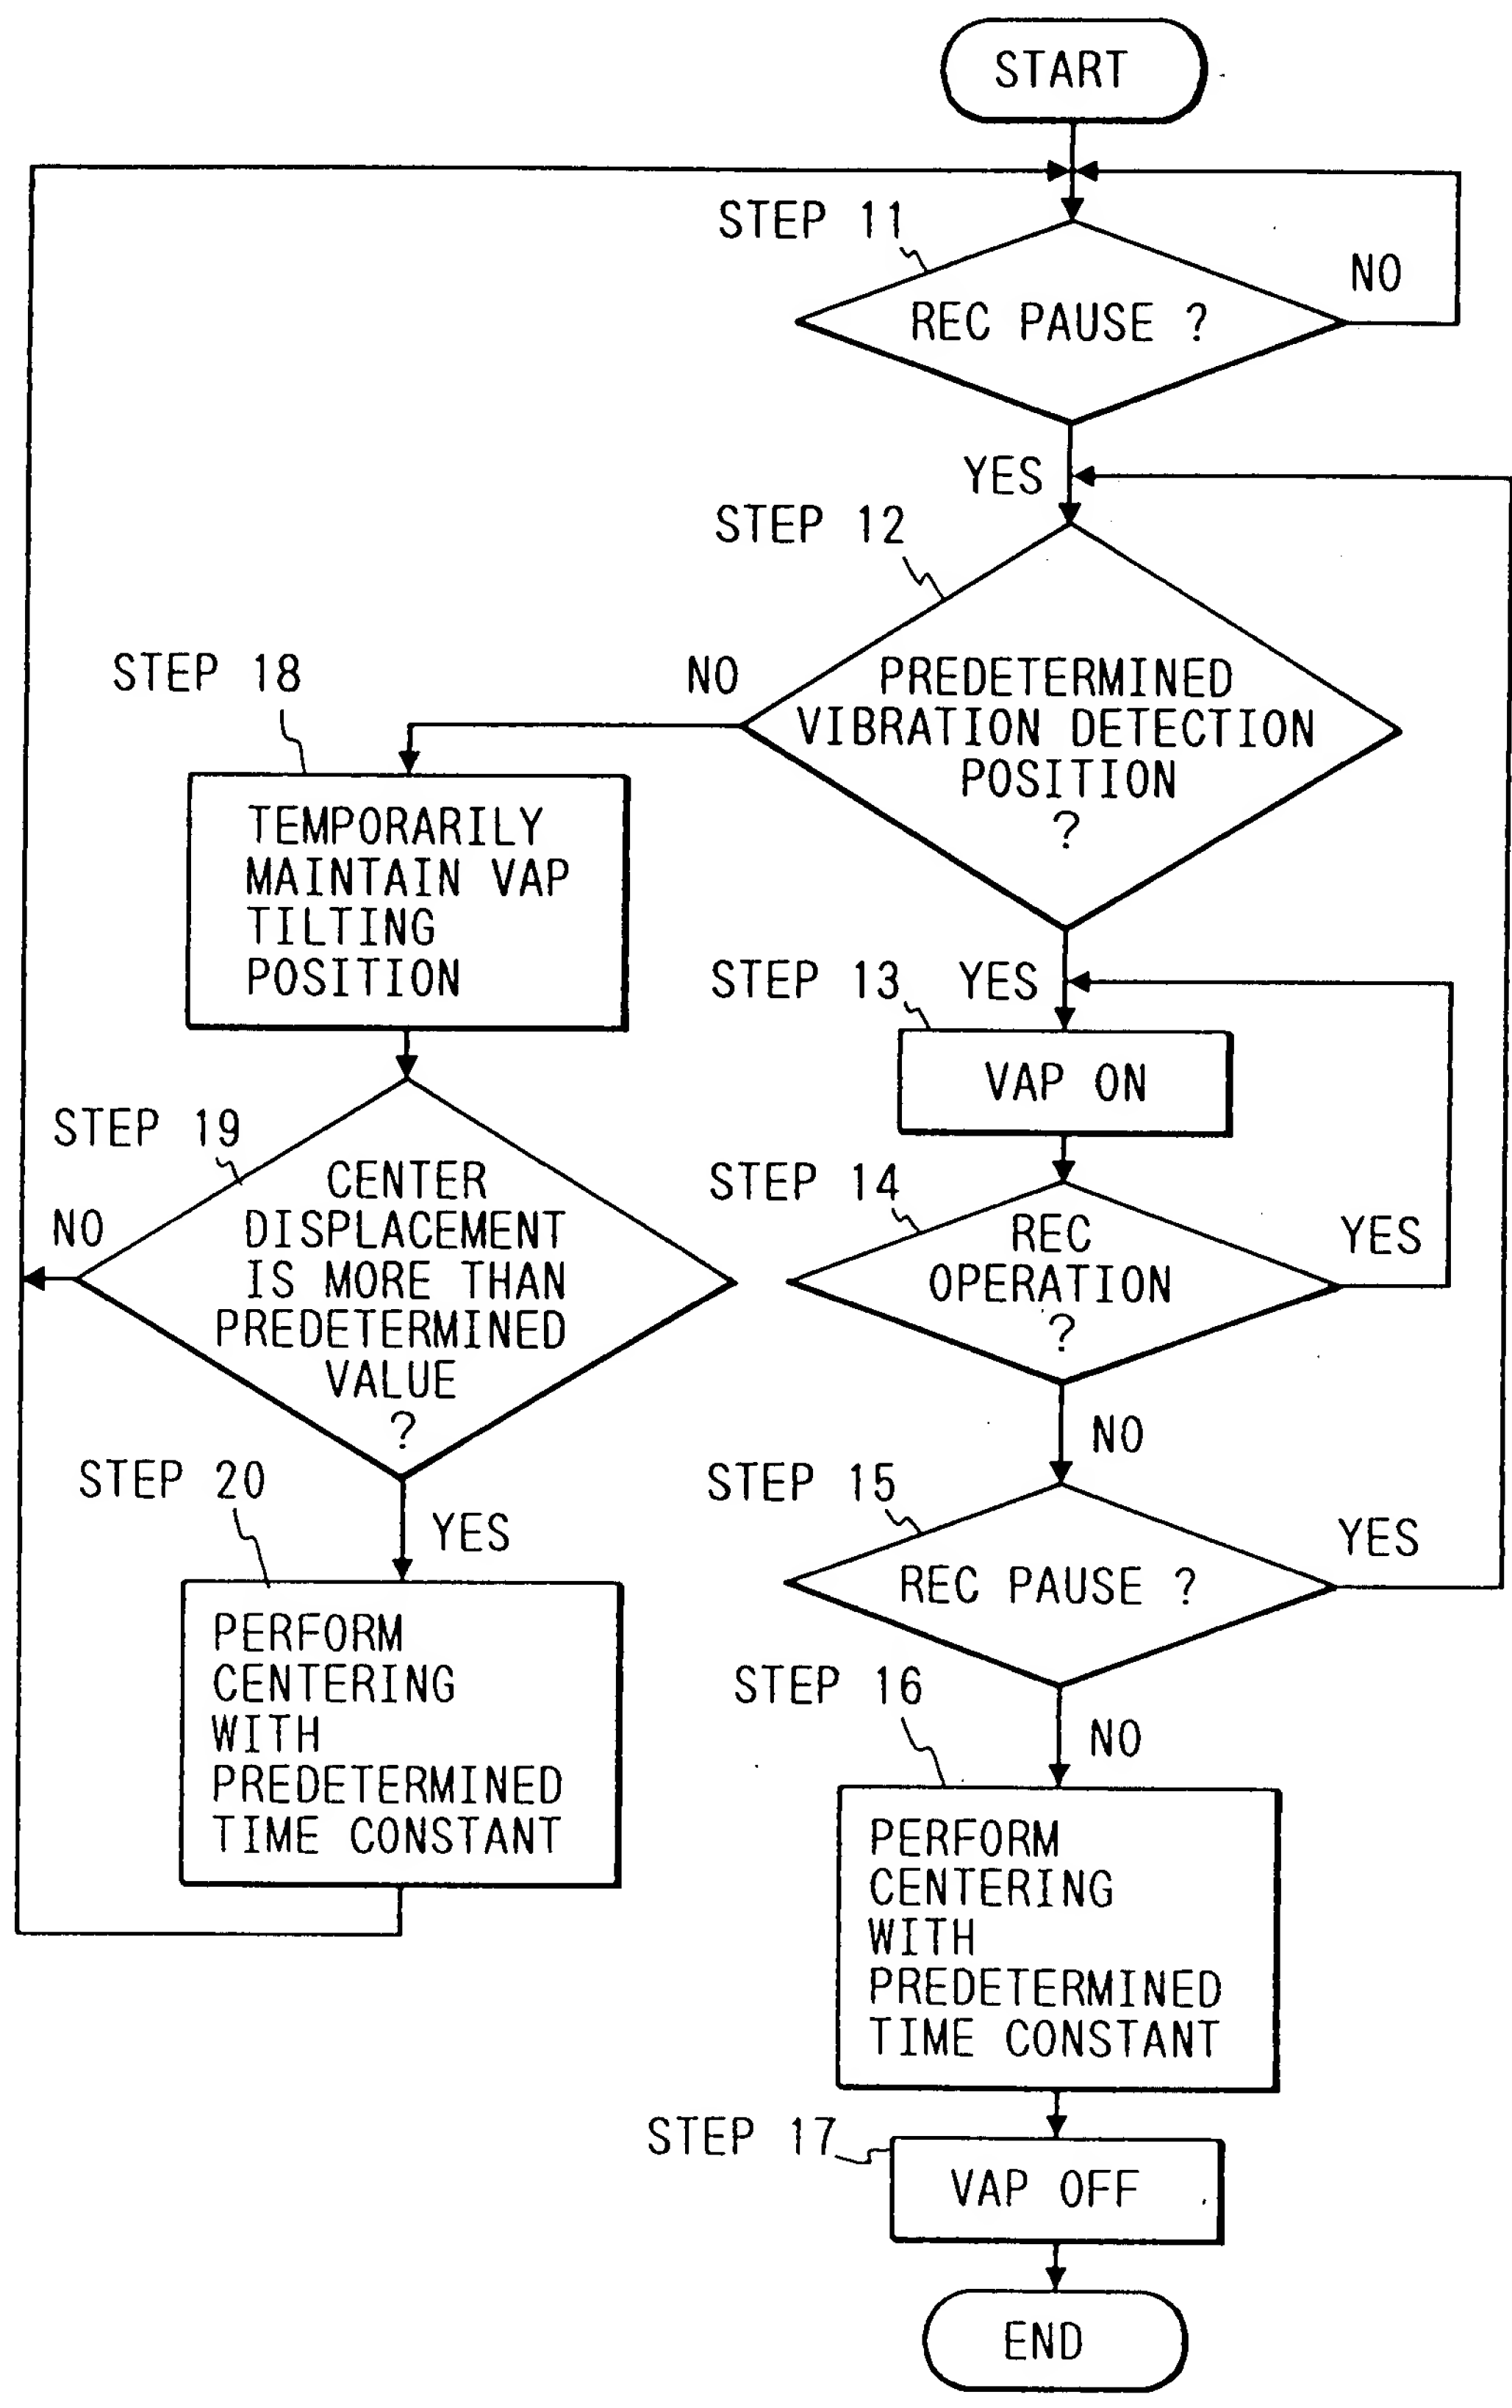 START
STEP 11
REC PAUSE ?
NO
YES
STEP 12
PREDETERMINED
VIBRATION DETECTION
POSITION
?
NO
STEP 18
TEMPORARILY
MAINTAIN VAP
TILTING
POSITION
STEP 13
YES
VAP ON
STEP 19
CENTER
DISPLACEMENT
IS MORE THAN
PREDETERMINED
VALUE
?
NO
STEP 14
REC
OPERATION
?
YES
NO
STEP 20
YES
PERFORM
CENTERING
WITH
PREDETERMINED
TIME CONSTANT
STEP 15
REC PAUSE ?
YES
STEP 16
NO
PERFORM
CENTERING
WITH
PREDETERMINED
TIME CONSTANT
STEP 17
VAP OFF
END